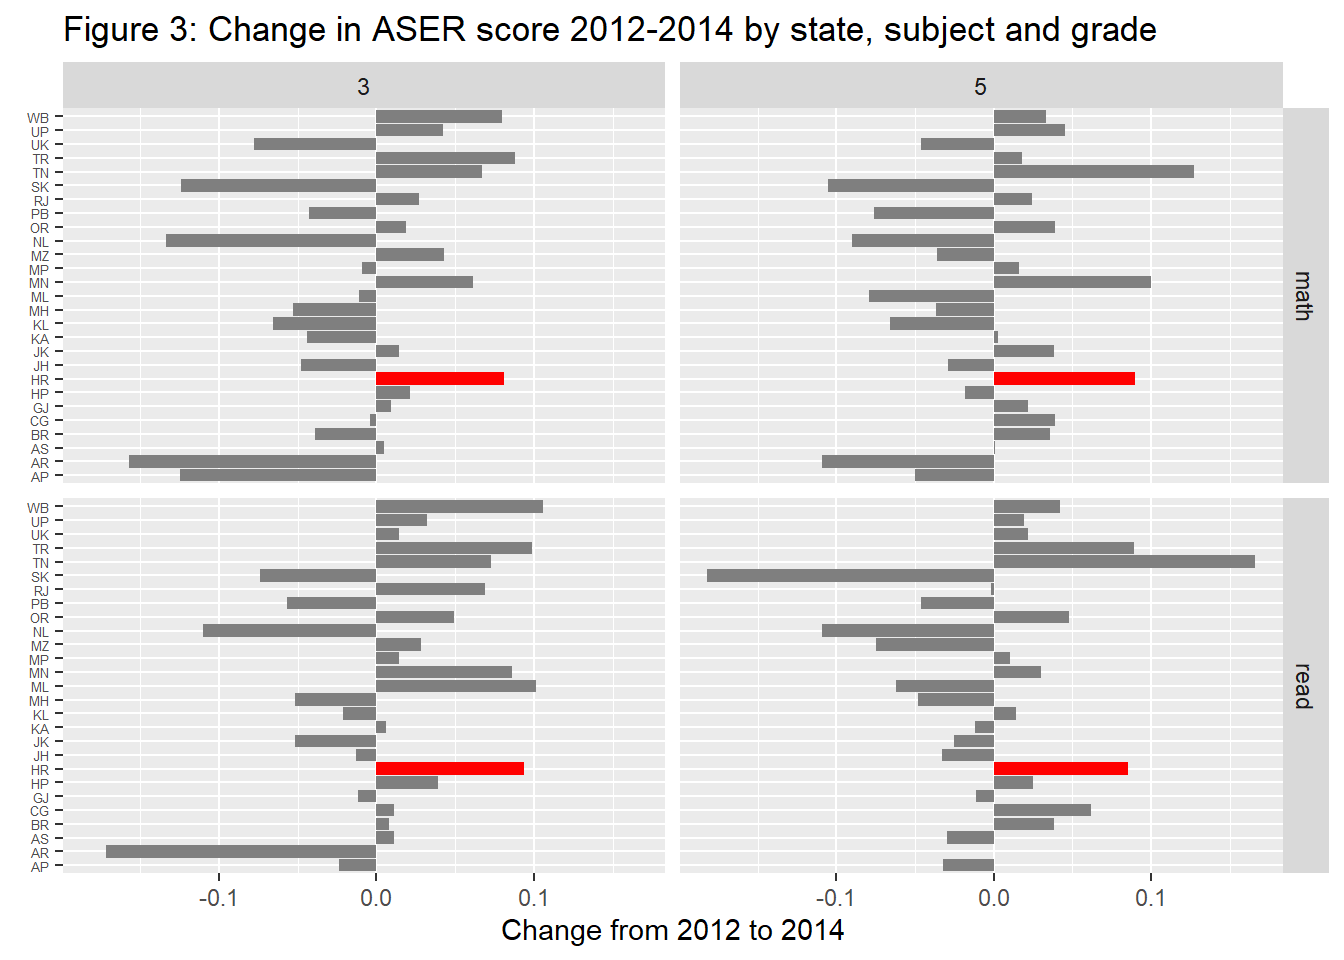 Figure 3: Change in ASER score 2012-2014 by state, subject and grade
3
5
WB
UP
UK
TR
TN
SK
RJ
PB
OR
NL
MZ
MP
MN
ML
MH
KL
KA
JK
JH
HR
HP
GJ
CG
BR
AS
AR
AP
math
WB
UP
UK
TR
TN
SK
RJ
PB
OR
NL
MZ
MP
MN
ML
MH
KL
KA
JK
JH
HR
HP
GJ
CG
BR
AS
AR
AP
read
-0.1 0.0 0.1
-0.1 0.0 0.1
Change from 2012 to 2014